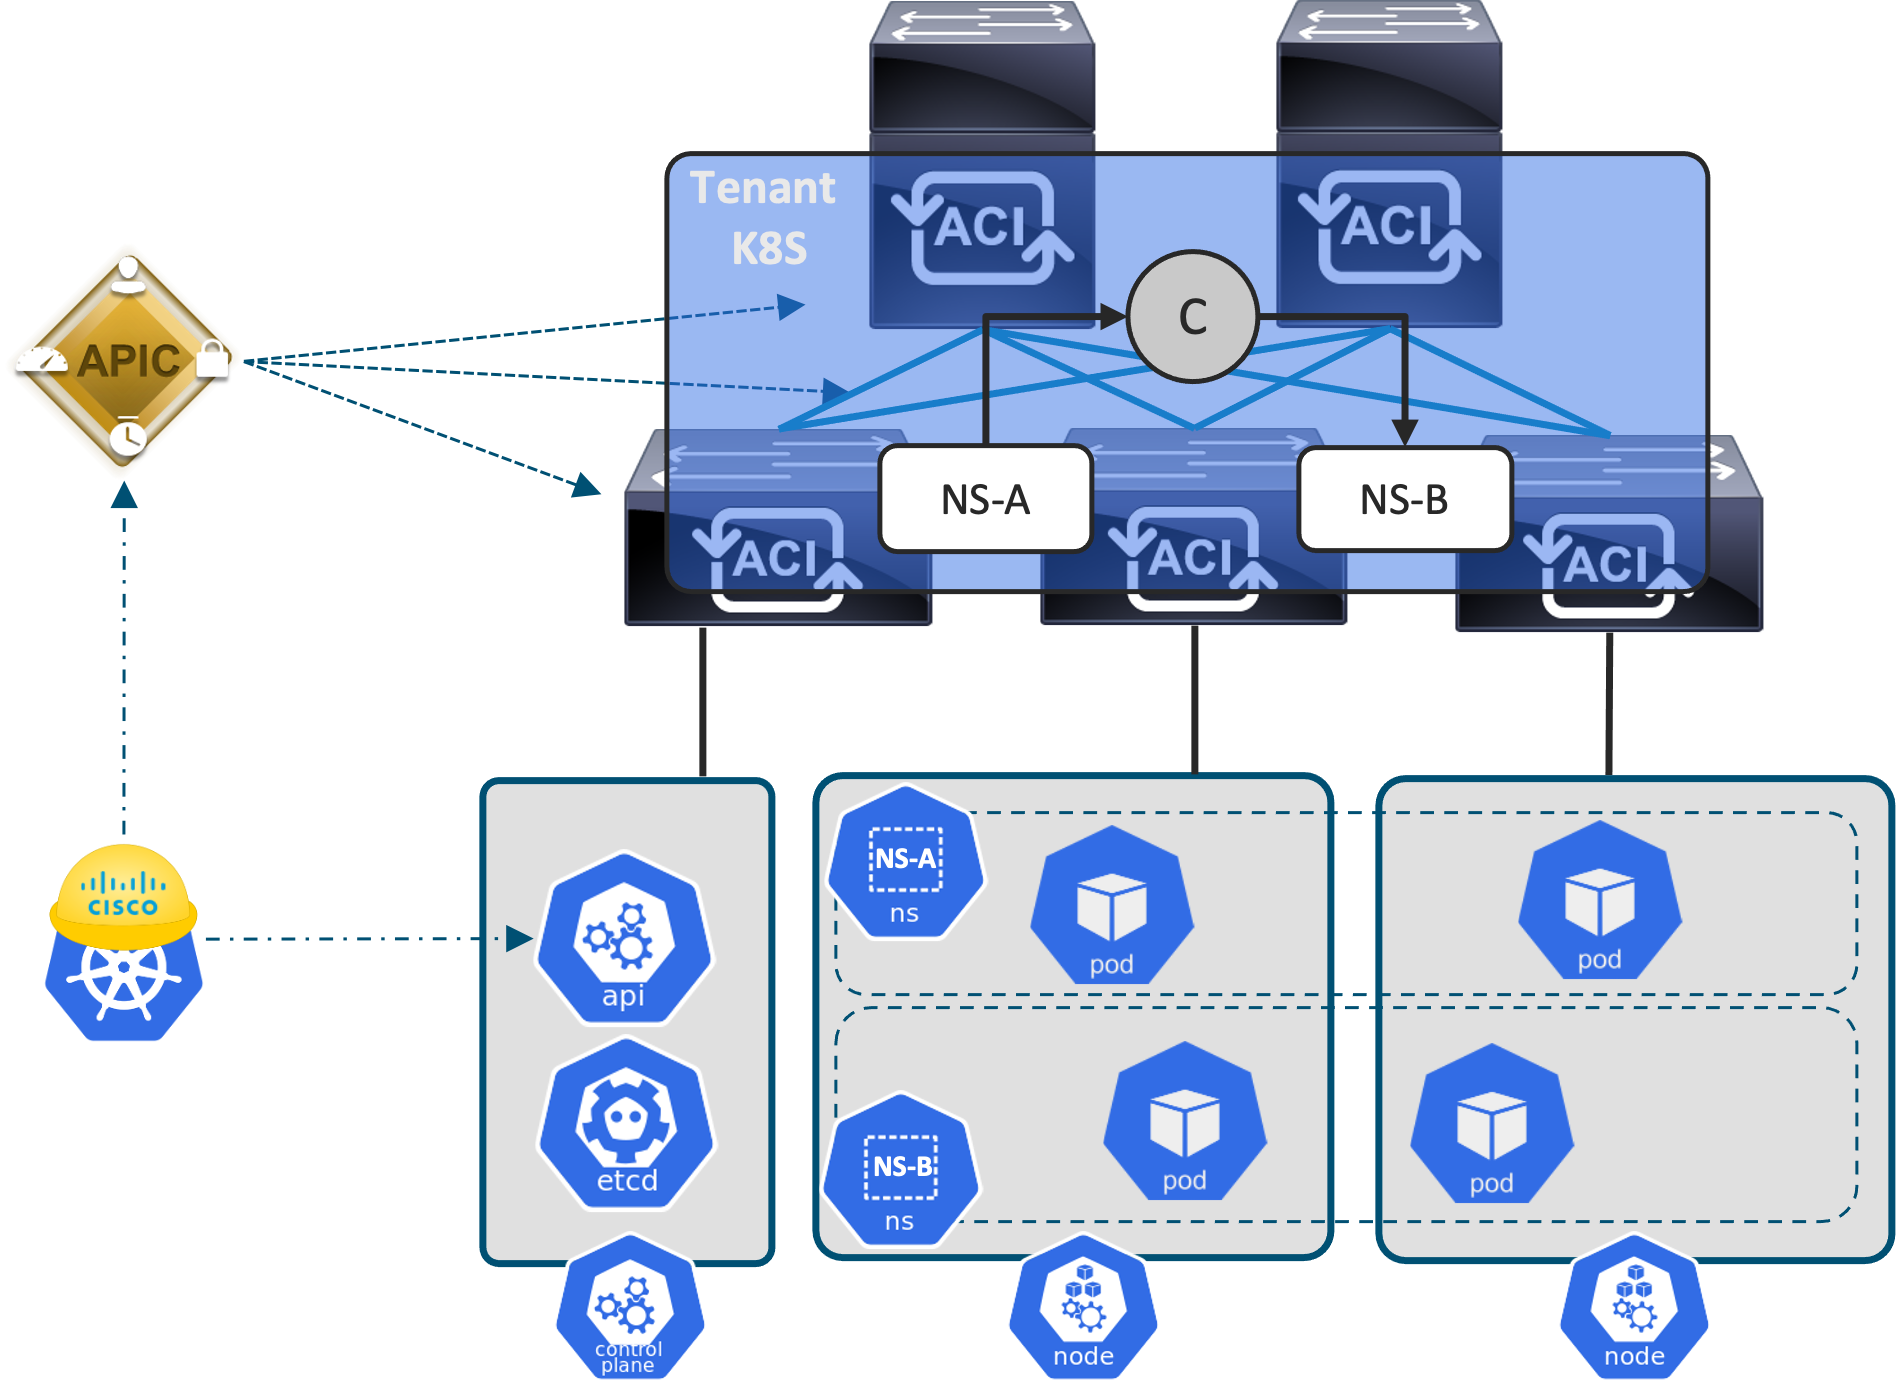 Tenant
K8S
ACI
ACI
C
APIC
NS-A
NS-B
ACI
ACI
ACI
CISCO
NS-A
ns
pod
pod
api
etcd
NS-B
ns
pod
pod
control
plane
node
node